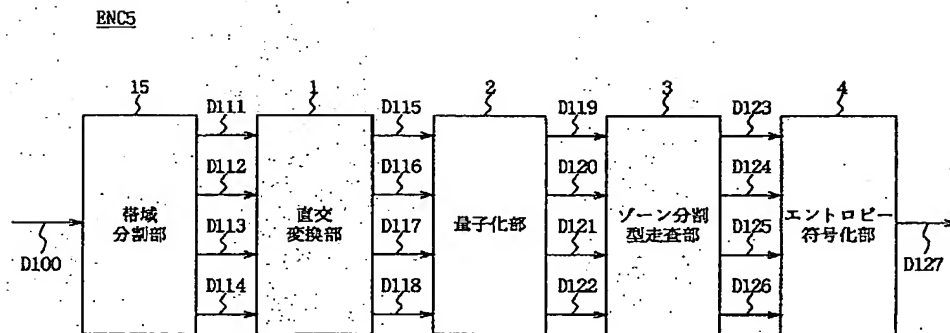 ENC5
15
1
2
3
4
D111
D115
D119
D123
D112
D116
D120
D124
帯域
分割部
直交
変換部
量子化部
ゾーン分割
型走査部
エントロピー
符号化部
D113
D117
D121
D125
D100
D127
D114
D118
D122
D126